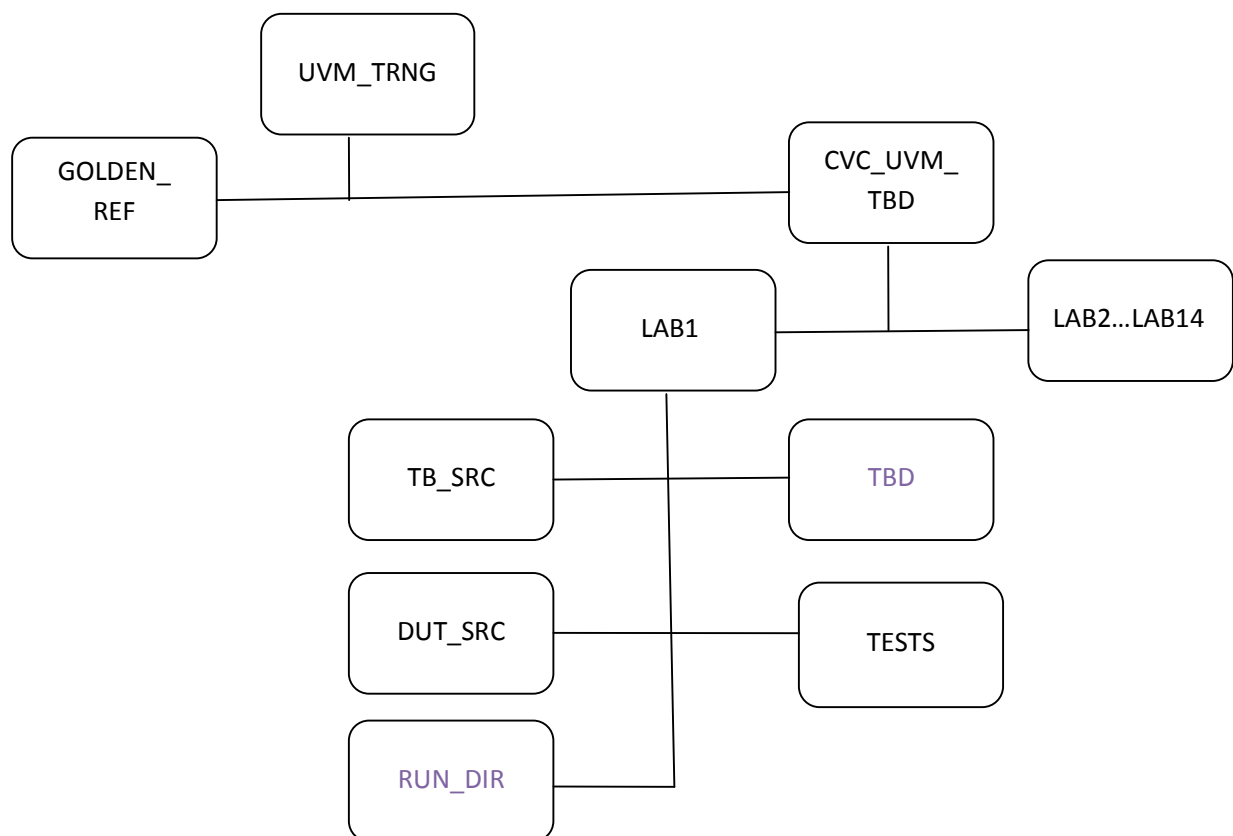 UVM_TRNG
GOLDEN_
REF
CVC_UVM_
TBD
LAB1
LAB2...LAB14
TB_SRC
TBD
DUT_SRC
TESTS
RUN_DIR